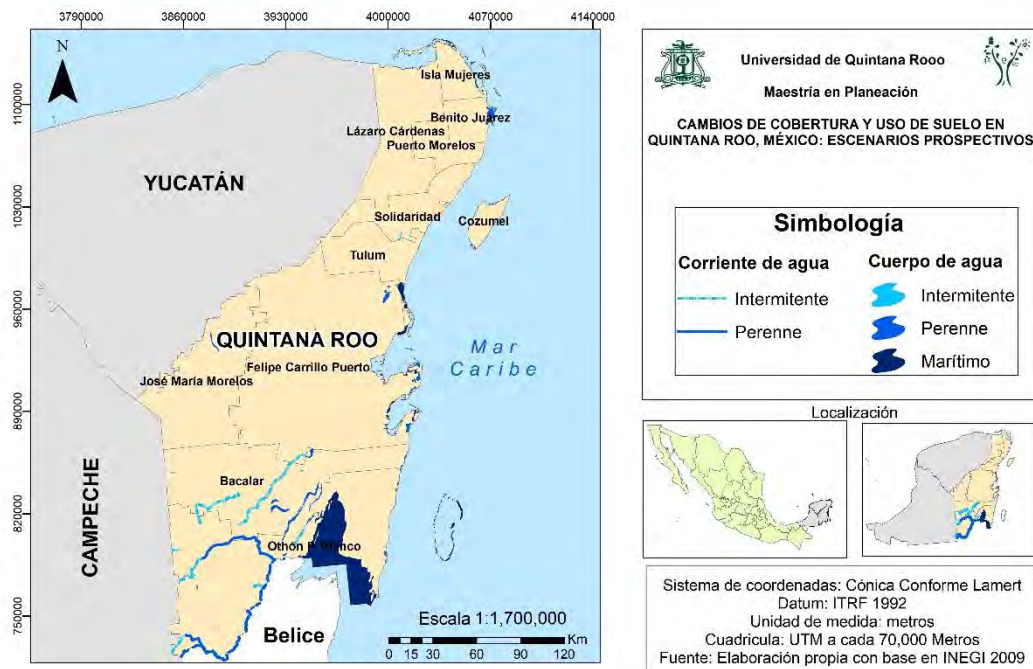 3790000 3860000 3930000 4000000 4070000 4140000
N
1100000
1030000
960000
890000
820000
750000
Isla Mujeres
Benito Juárez
Lázaro Cárdenas
Puerto Morelos
YUCATÁN
Solidaridad
Cozumel
Tulum
QUINTANA ROO
Mar
Caribe
Felipe Carrillo Puerto
José María Morelos
CAMPECHE
Bacalar
Othón P. Blanco
Belice
Escala 1:1,700,000
Km
0 15 30 60 90 120
Universidad de Quintana Rooo
Maestría en Planeación
CAMBIOS DE COBERTURA Y USO DE SUELO EN
QUINTANA ROO, MÉXICO: ESCENARIOS PROSPECTIVOS
Simbología
Corriente de agua
Intermitente
Perenne
Cuerpo de agua
Intermitente
Perenne
Marítimo
Localización
Sistema de coordenadas: Cónica Conforme Lamert
Datum: ITRF 1992
Unidad de medida: metros
Cuadricula: UTM a cada 70,000 Metros
Fuente: Elaboración propia con base en INEGI 2009